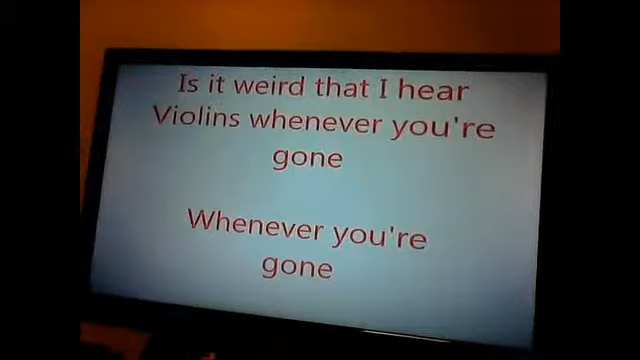 Is it weird that I hear
Violins whenever you're
gone
Whenever you're
gone